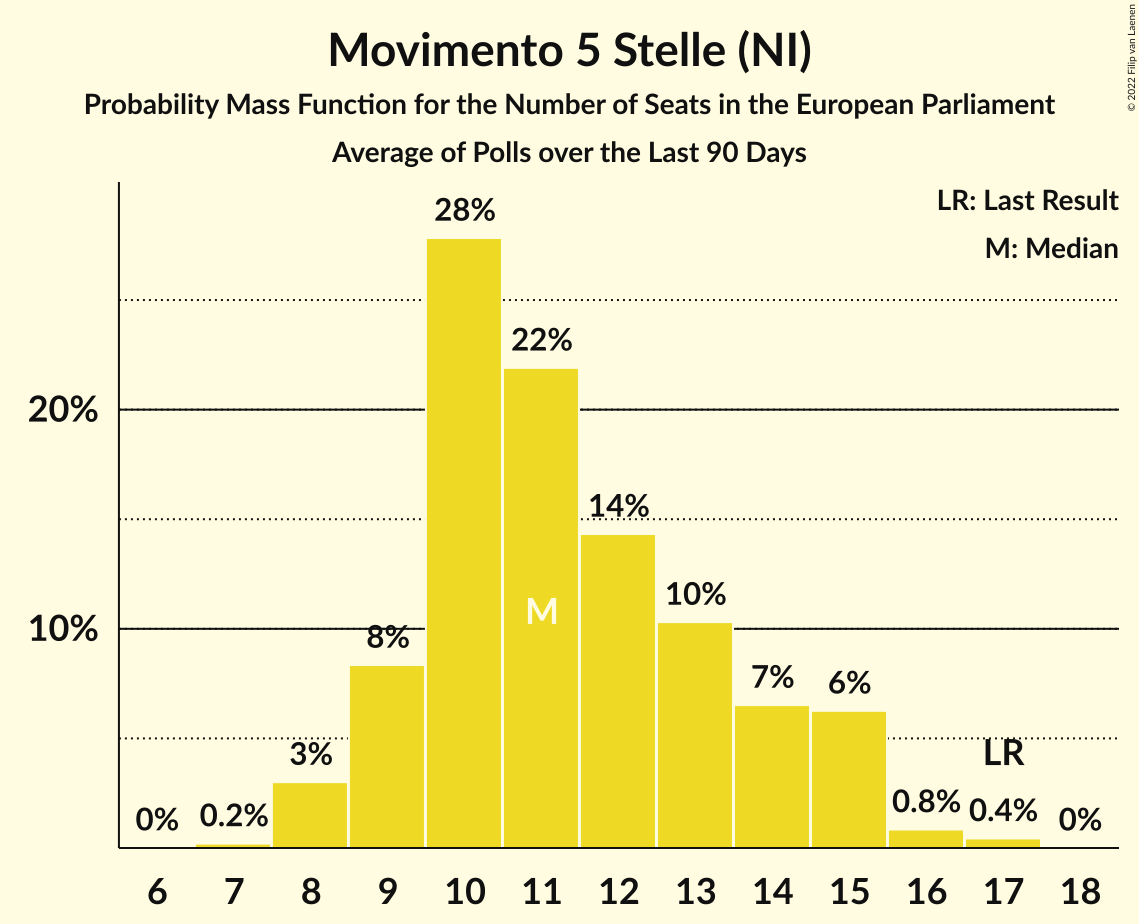 Movimento 5 Stelle (NI)
Probability Mass Function for the Number of Seats in the European Parliament
Average of Polls over the Last 90 Days
© 2022 Filip van Laenen
LR: Last Result
M: Median
28%
22%
20%
14%
10%
M
10%
8%
7%
6%
3%
LR
0%
0.2%
0.8%
0.4%
0%
6 7 8 9 10 11 12 13 14 15 16 17 18